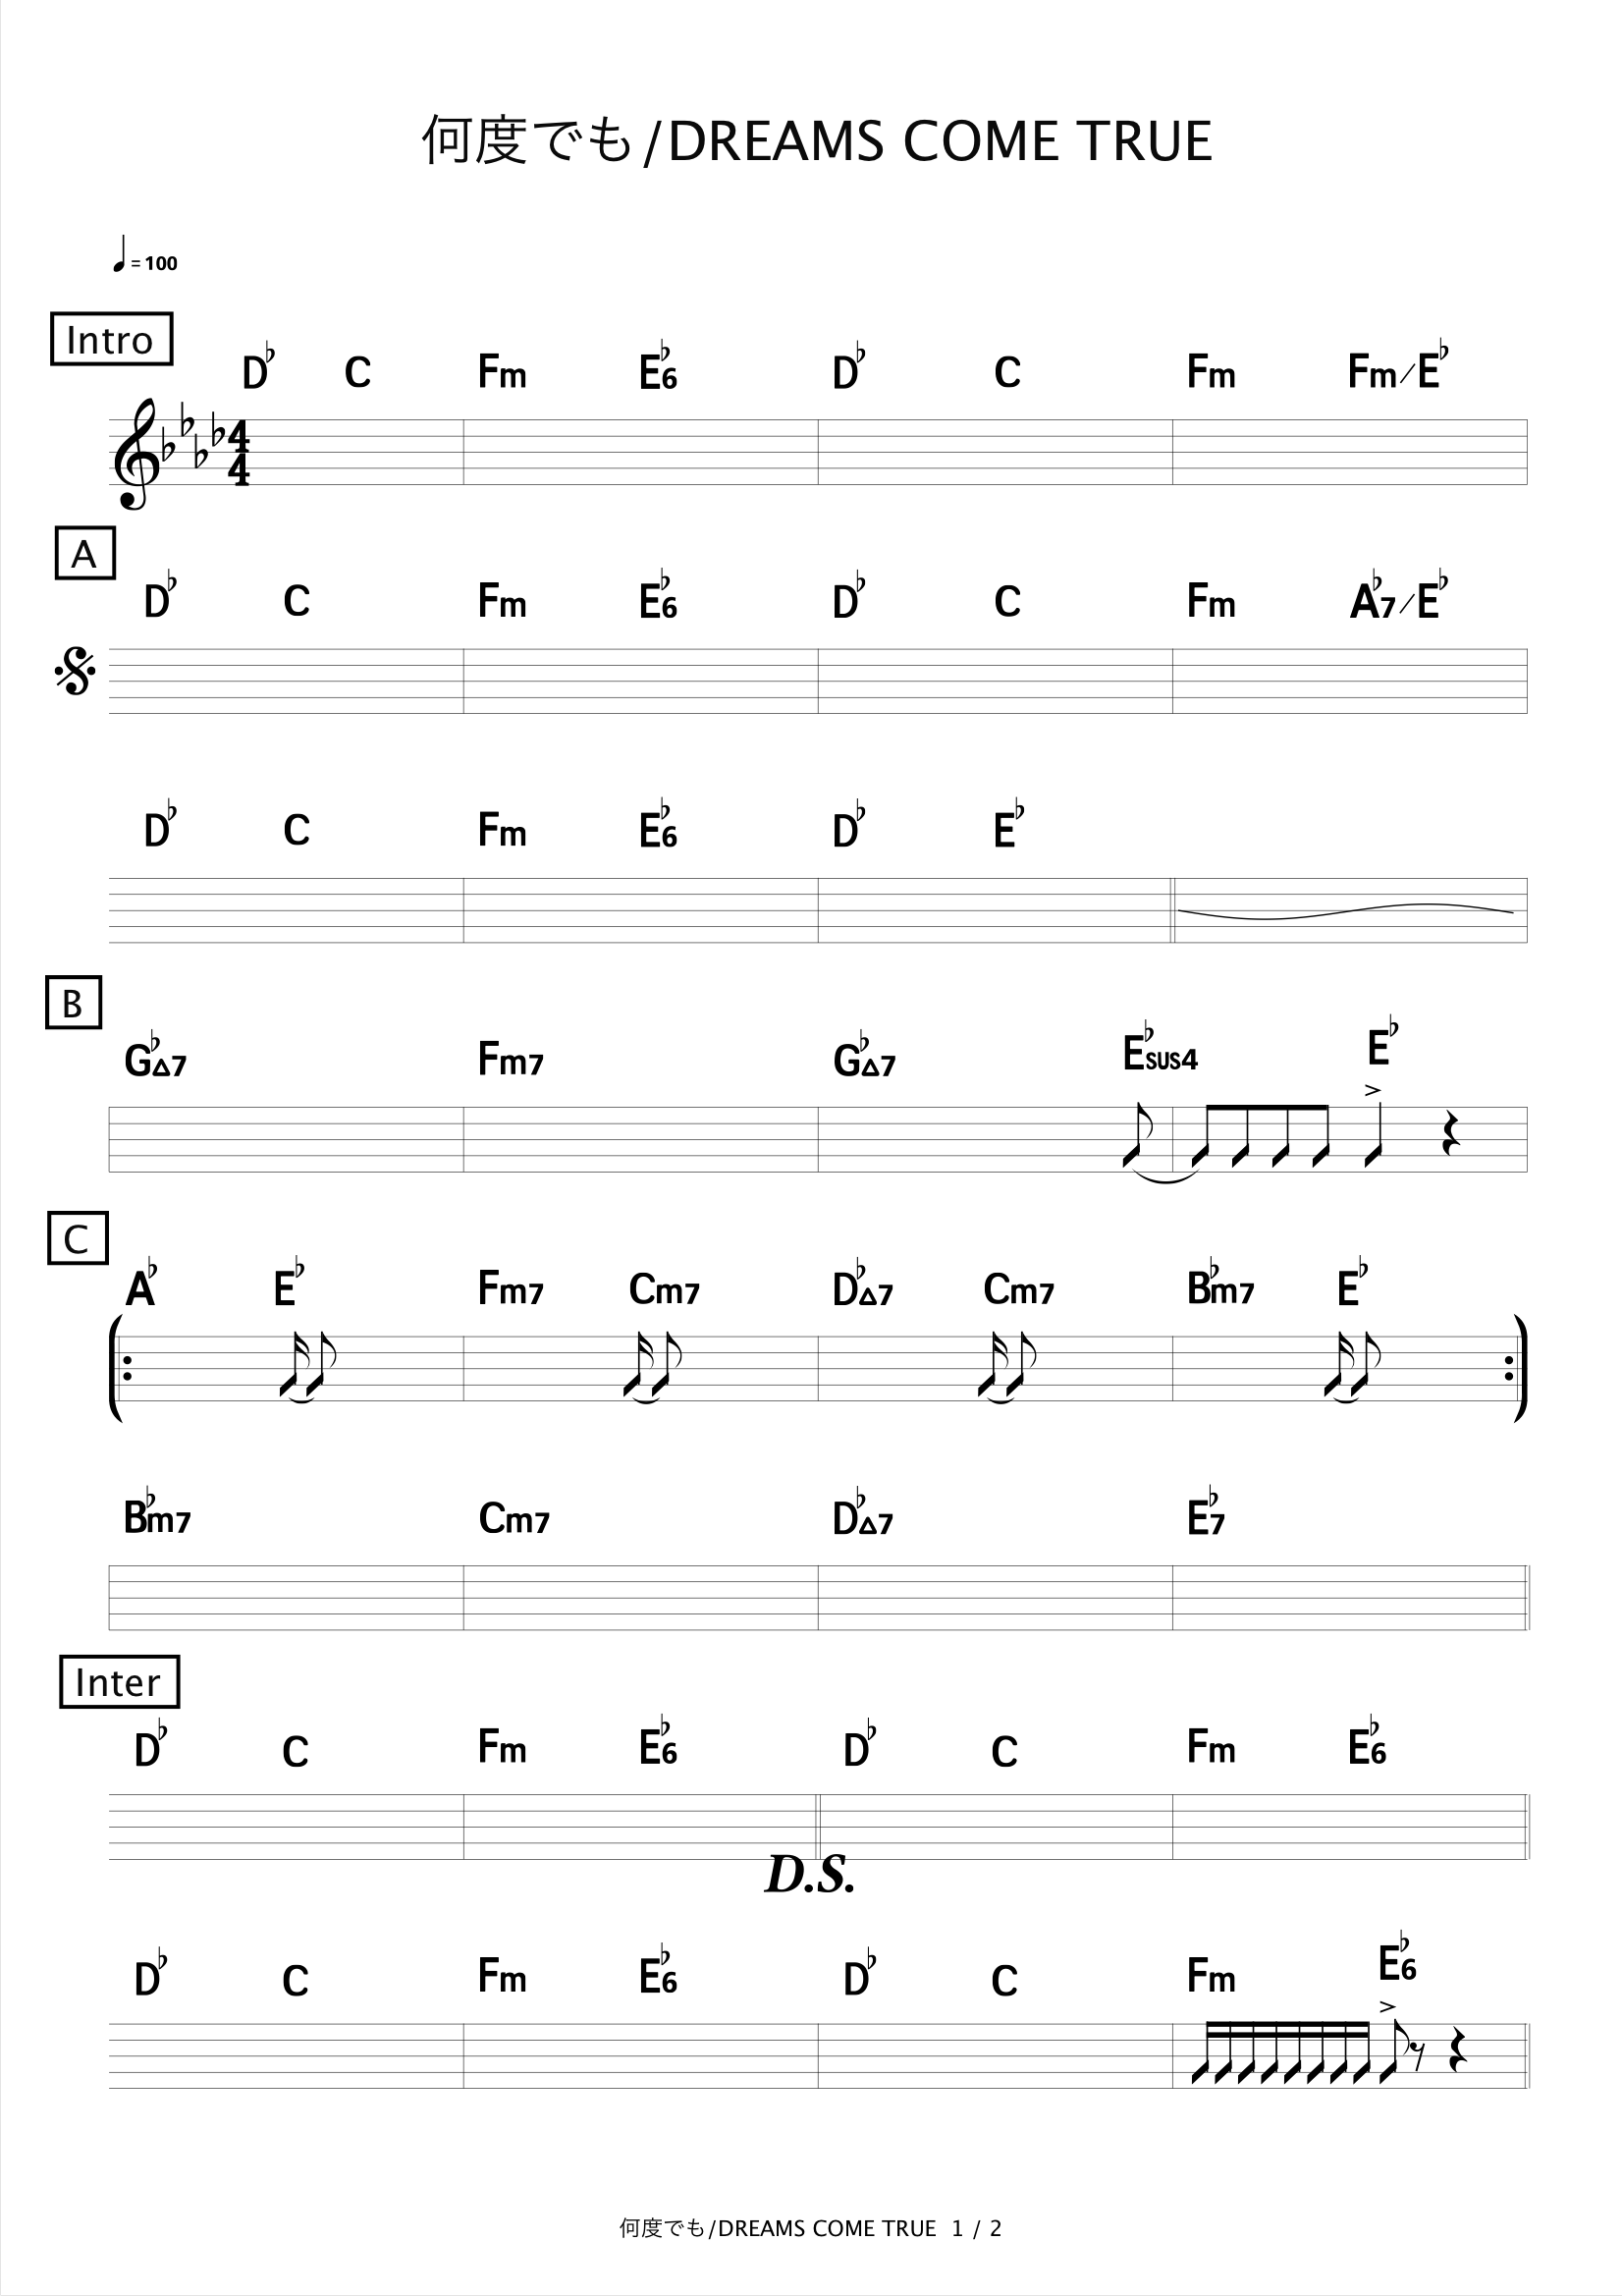 何度でも/DREAMS COME TRUE
= 100
Intro
D♭ C Fm E♭6 D♭ C Fm Fm/E♭
4
4
A
D♭ C Fm E♭6 D♭ C Fm A♭7/E♭
D♭ C Fm E♭6 D♭ E♭
B
G♭△7 Fm7 G♭△7 E♭sus4 E♭
C
A♭ E♭ Fm7 Cm7 D♭△7 Cm7 B♭m7 E♭
B♭m7 Cm7 D♭△7 E♭7
Inter
D♭ C Fm E♭6 D♭ C Fm E♭6
D.S.
D♭ C Fm E♭6 D♭ C Fm E♭6
何度でも/DREAMS COME TRUE 1 / 2